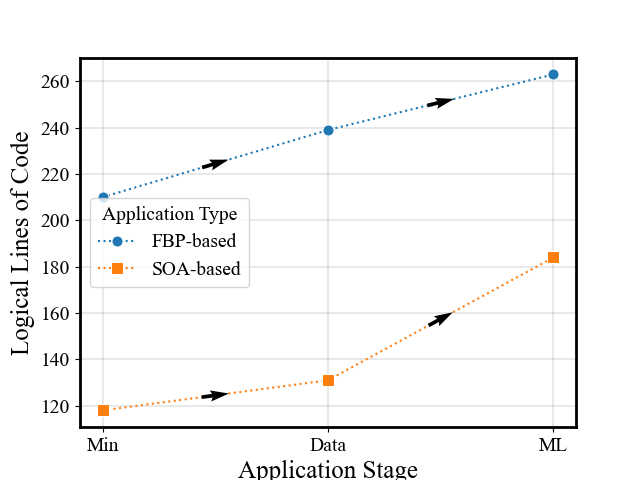 260
240
220
200
180
160
140
120
Logical Lines of Code
Application Type
FBP-based
SOA-based
Min Data ML
Application Stage